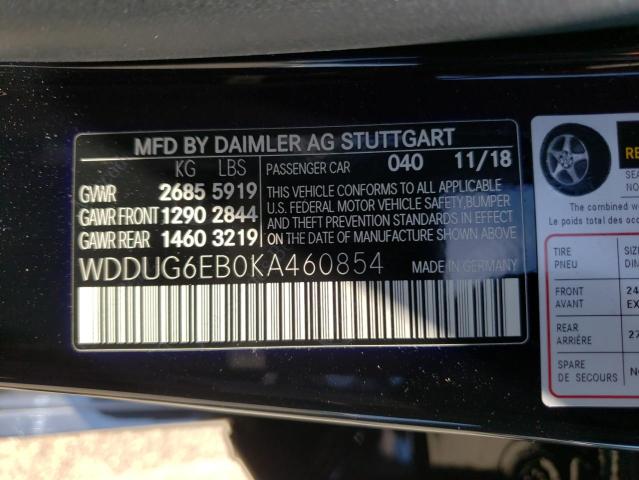 MFD BY DAIMLER AG STUTTGART
KG LBS
GVWR 2685 5919
GAWR FRONT 1290 2844
GAWR REAR 1460 3219
PASSENGER CAR 040 11/18
THIS VEHICLE CONFORMS TO ALL APPLICABLE
U.S. FEDERAL MOTOR VEHICLE SAFETY,BUMPER
AND THEFT PREVENTION STANDARDS IN EFFECT
ON THE DATE OF MANUFACTURE SHOWN ABOVE
WDDUG6EB0KA460854 MADE IN GERMANY
The combined
Le poids total des occ
TIRE
PNEU
FRONT
AVANT
REAR
ARRIÈRE
SPARE
DE SECOURS